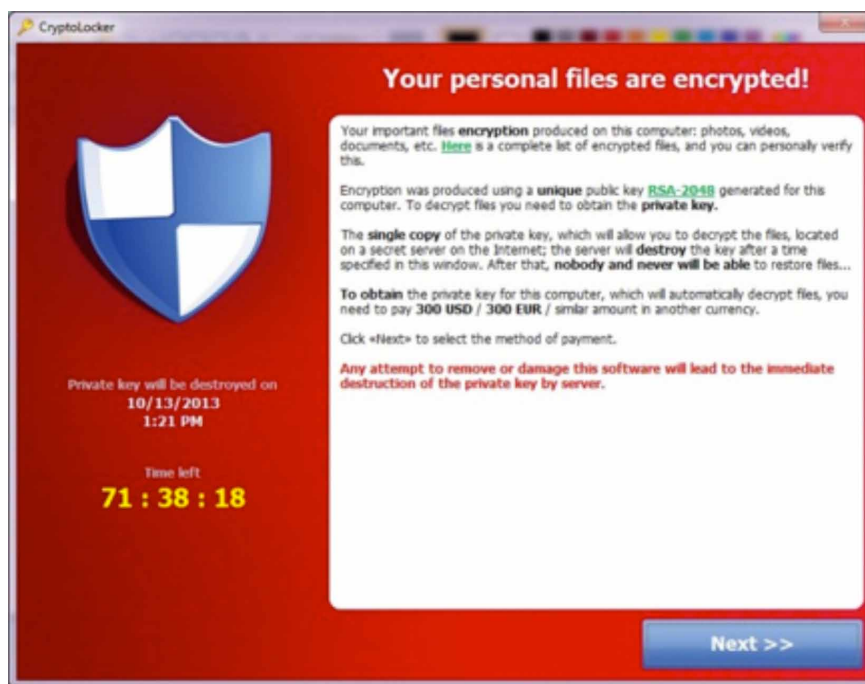 CryptoLocker
Your personal files are encrypted!
Your important files encryption produced on this computer: photos, videos,
documents, etc. Here is a complete list of encrypted files, and you can personally verify
this.
Encryption was produced using a unique public key RSA-2048 generated for this
computer. To decrypt files you need to obtain the private key.
The single copy of the private key, which will allow you to decrypt the files, located
on a secret server on the Internet; the server will destroy the key after a time
specified in this window. After that, nobody and never will be able to restore files...
To obtain the private key for this computer, which will automatically decrypt files, you
need to pay 300 USD / 300 EUR / similar amount in another currency.
Click «Next» to select the method of payment.
Any attempt to remove or damage this software will lead to the immediate
destruction of the private key by server.
Private key will be destroyed on
10/13/2013
1:21 PM
Time left
71 : 38 : 18
Next >>